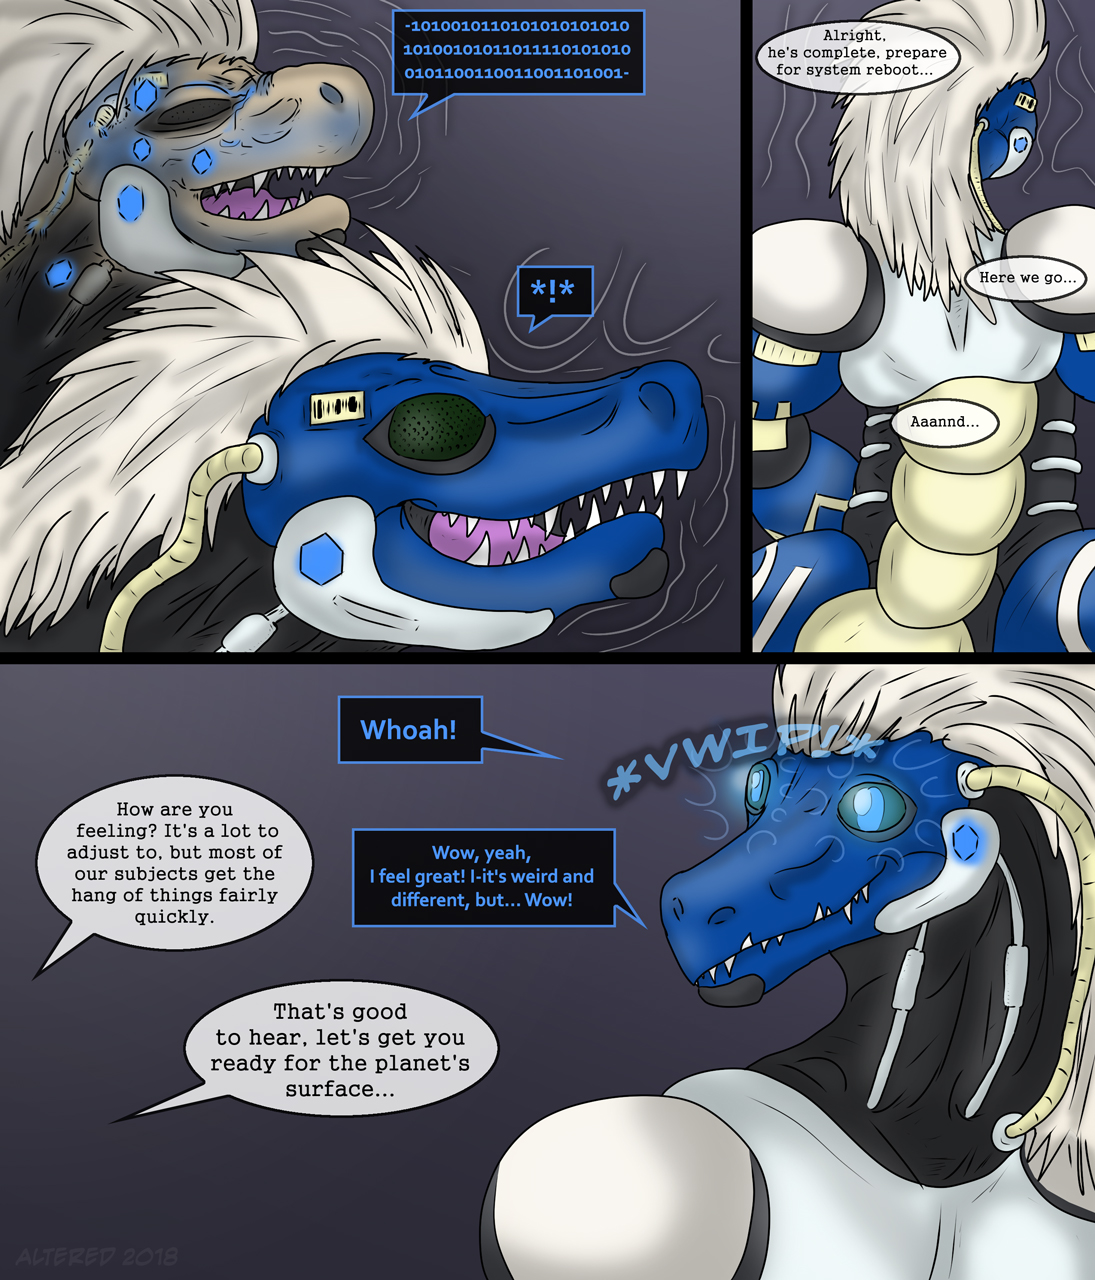 -1010010110101010101010
10100101011011110101010
0101100110011001101001-
*!*
Alright,
he's complete, prepare
for system reboot...
Here we go...
Aaannd...
Whoah!
*VWIP!*
How are you
feeling? It's a lot to
adjust to, but most of
our subjects get the
hang of things fairly
quickly.
Wow, yeah,
I feel great! I-it's weird and
different, but... Wow!
That's good
to hear, let's get you
ready for the planet's
surface...
ALTERED 2018